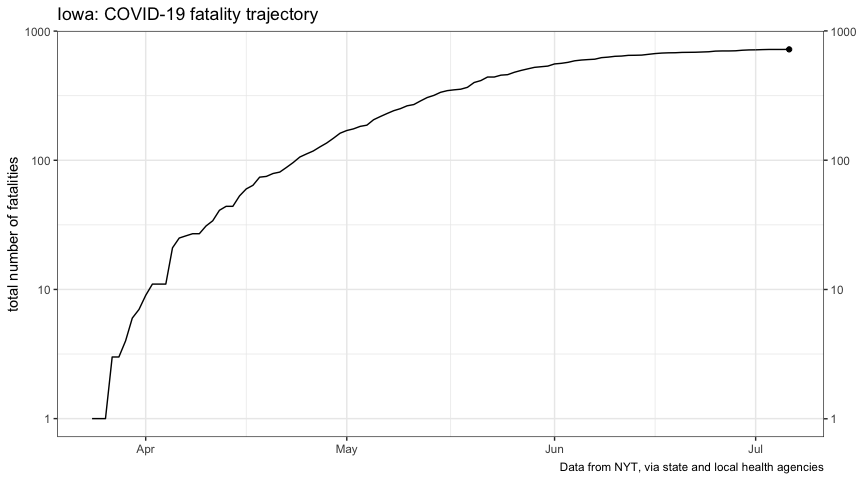 Iowa: COVID-19 fatality trajectory
1000
1000
100
100
total number of fatalities
10
10
1
1
Apr
May
Jun
Jul
Data from NYT, via state and local health agencies